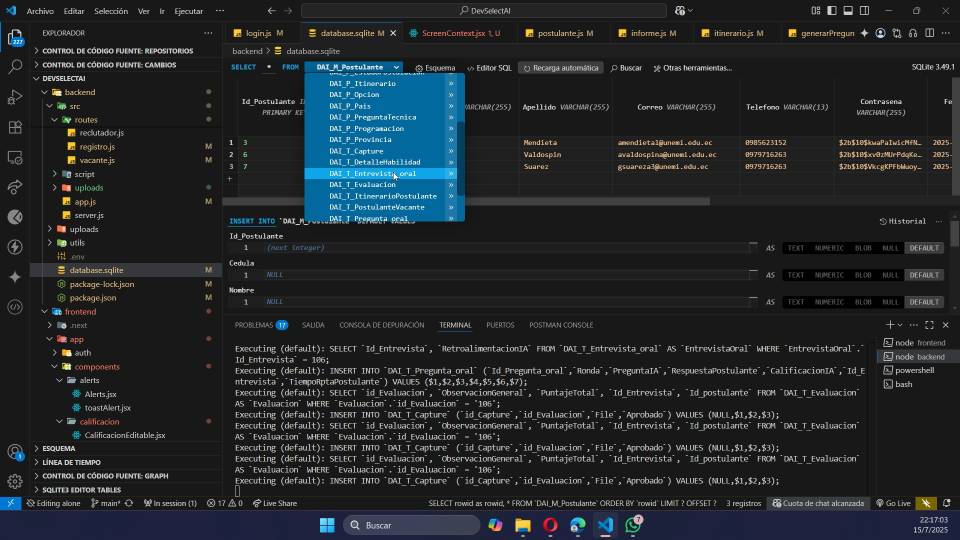 Archivo Editar Selección Ver Ir Ejecutar ···
DevSelectAI
EXPLORADOR ···
login.js M database.sqlite M ScreenContext.jsx 1, U postulante.js M informe.js M itinerario.js M generarPregun
CONTROL DE CÓDIGO FUENTE: REPOSITORIOS
CONTROL DE CÓDIGO FUENTE: CAMBIOS
DEVSELECTAI
backend
src
routes
reclutador.js
registro.js M
vacante.js M
script
uploads
app.js M
server.js
uploads
utils
.env
database.sqlite M
package-lock.json M
package.json M
frontend
.next
app
auth
components
alerts
Alerts.jsx
toastAlert.jsx
calificacion
CalificacionEditable.jsx
ESQUEMA
LÍNEA DE TIEMPO
CONTROL DE CÓDIGO FUENTE: GRAPH
SQLITE3 EDITOR TABLES
227
1
backend > database.sqlite
SELECT * FROM DAI_M_Postulante Esquema Editor SQL Recarga automática Buscar Otras herramientas... SQLite 3.49.1
DAI_P_Itinerario
DAI_P_Opcion
DAI_P_Pais
DAI_P_PreguntaTecnica
DAI_P_Programacion
DAI_P_Provincia
DAI_T_Capture
DAI_T_DetalleHabilidad
DAI_T_Entrevista_oral
DAI_T_Evaluacion
DAI_T_ItinerarioPostulante
DAI_T_PostulanteVacante
DAI_T_Pregunta_oral
Id_Postulante I
PRIMARY KE
VARCHAR(255) Apellido VARCHAR(255) Correo VARCHAR(255) Telefono VARCHAR(13) Contrasena
VARCHAR(255) Fe
1 3 Mendieta amendieta1@unemi.edu.ec 0985623152 2025-
2 6 Valdospin avaldospina@unemi.edu.ec 0979716263 2025-
3 7 Suarez gsuareza3@unemi.edu.ec 0979716263 2025-
+
INSERT INTO `DAI_M_Postulante` DEFAULT VALUES Historial ···
Id_Postulante
1 (next integer) AS TEXT NUMERIC BLOB NULL DEFAULT
Cedula
1 NULL AS TEXT NUMERIC BLOB NULL DEFAULT
Nombre
1 NULL AS TEXT NUMERIC BLOB NULL DEFAULT
PROBLEMAS 17 SALIDA CONSOLA DE DEPURACIÓN TERMINAL PUERTOS POSTMAN CONSOLE
Executing (default): SELECT `Id_Entrevista`, `RetroalimentacionIA` FROM `DAI_T_Entrevista_oral` AS `EntrevistaOral` WHERE `EntrevistaOral`.`
Id_Entrevista` = 106;
Executing (default): INSERT INTO `DAI_T_Pregunta_oral` (`Id_Pregunta_oral`,`Ronda`,`PreguntaIA`,`RespuestaPostulante`,`CalificacionIA`,`Id_E
ntrevista`,`TiempoRptaPostulante`) VALUES ($1,$2,$3,$4,$5,$6,$7);
Executing (default): SELECT `id_Evaluacion`, `ObservacionGeneral`, `PuntajeTotal`, `Id_Entrevista`, `Id_postulante` FROM `DAI_T_Evaluacion`
AS `Evaluacion` WHERE `Evaluacion`.`id_Evaluacion` = '106';
Executing (default): INSERT INTO `DAI_T_Capture` (`id_Capture`,`id_Evaluacion`,`File`,`Aprobado`) VALUES (NULL,$1,$2,$3);
Executing (default): SELECT `id_Evaluacion`, `ObservacionGeneral`, `PuntajeTotal`, `Id_Entrevista`, `Id_postulante` FROM `DAI_T_Evaluacion`
AS `Evaluacion` WHERE `Evaluacion`.`id_Evaluacion` = '106';
Executing (default): INSERT INTO `DAI_T_Capture` (`id_Capture`,`id_Evaluacion`,`File`,`Aprobado`) VALUES (NULL,$1,$2,$3);
Executing (default): SELECT `id_Evaluacion`, `ObservacionGeneral`, `PuntajeTotal`, `Id_Entrevista`, `Id_postulante` FROM `DAI_T_Evaluacion`
AS `Evaluacion` WHERE `Evaluacion`.`id_Evaluacion` = '106';
Executing (default): INSERT INTO `DAI_T_Capture` (`id_Capture`,`id_Evaluacion`,`File`,`Aprobado`) VALUES (NULL,$1,$2,$3);
node frontend
node backend
powershell
bash
Editing alone main* In session (1) 17 0 Live Share SELECT rowid as rowid, * FROM `DAI_M_Postulante` ORDER BY `rowid` LIMIT ? OFFSET ? 3 registros Cuota de chat alcanzada Go Live
Buscar
7
22:17:03
15/7/2025